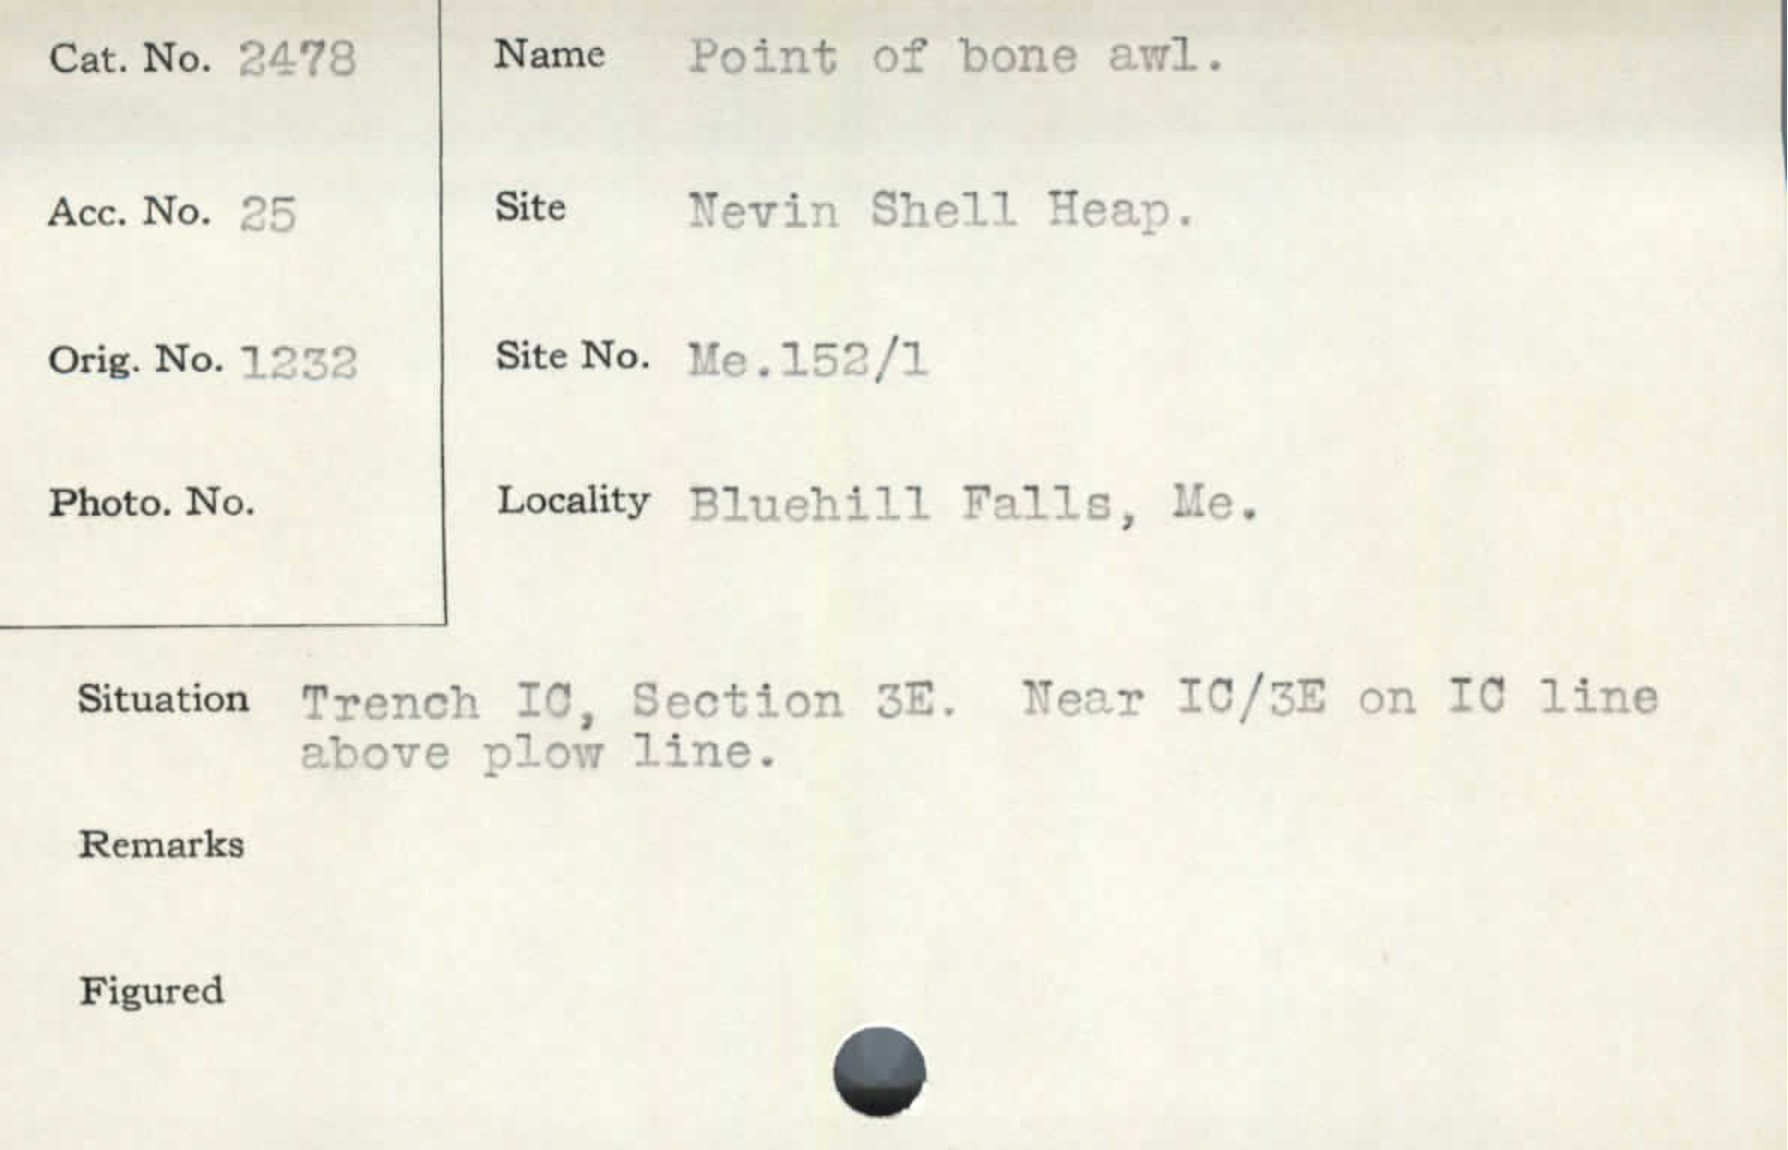 Cat. No. 2478
Name Point of bone awl.
Acc. No. 25
Site Nevin Shell Heap.
Orig. No. 1232
Site No. Me.152/1
Photo. No.
Locality Bluehill Falls, Me.
Situation Trench IC, Section 3E. Near IC/3E on IC line
above plow line.
Remarks
Figured